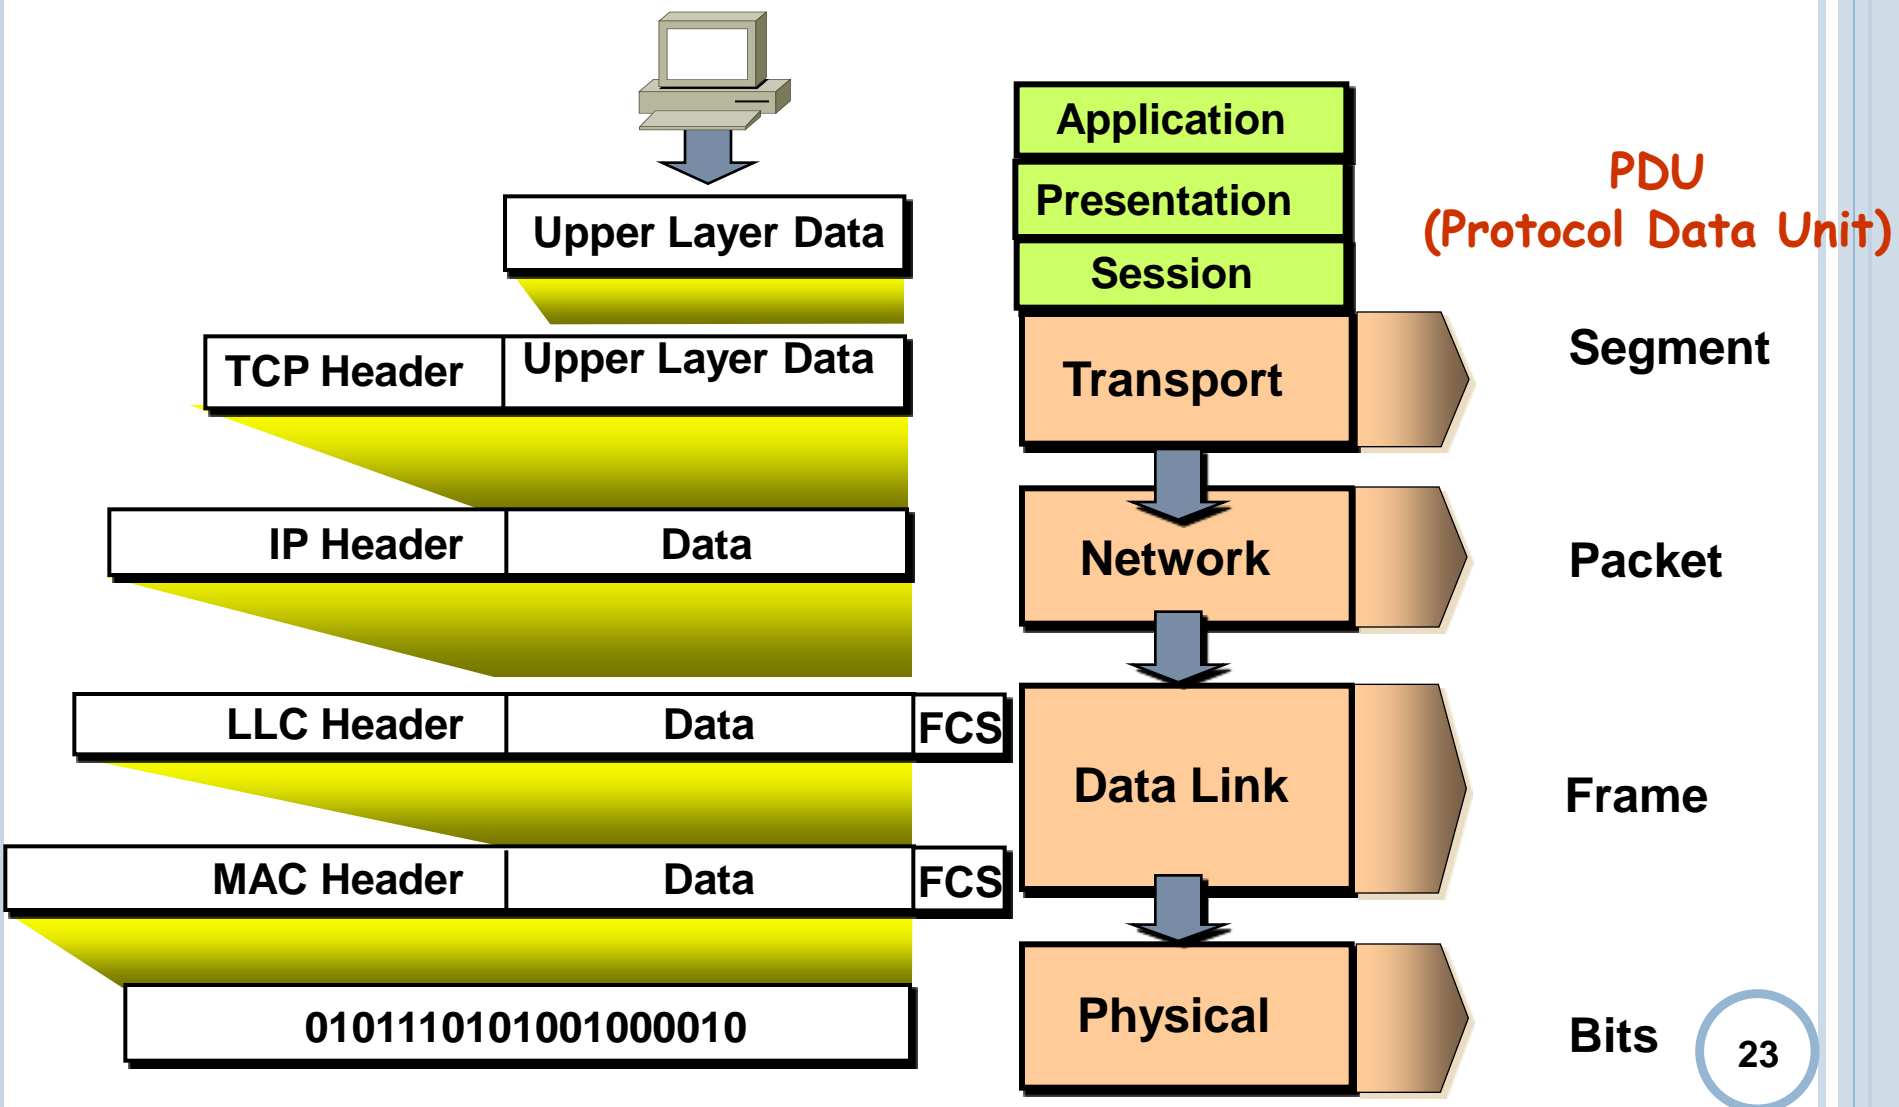 Upper Layer Data
TCP Header
Upper Layer Data
IP Header
Data
LLC Header
Data
FCS
MAC Header
Data
FCS
0101110101001000010
Application
Presentation
Session
Transport
Network
Data Link
Physical
PDU
(Protocol Data Unit)
Segment
Packet
Frame
Bits
23